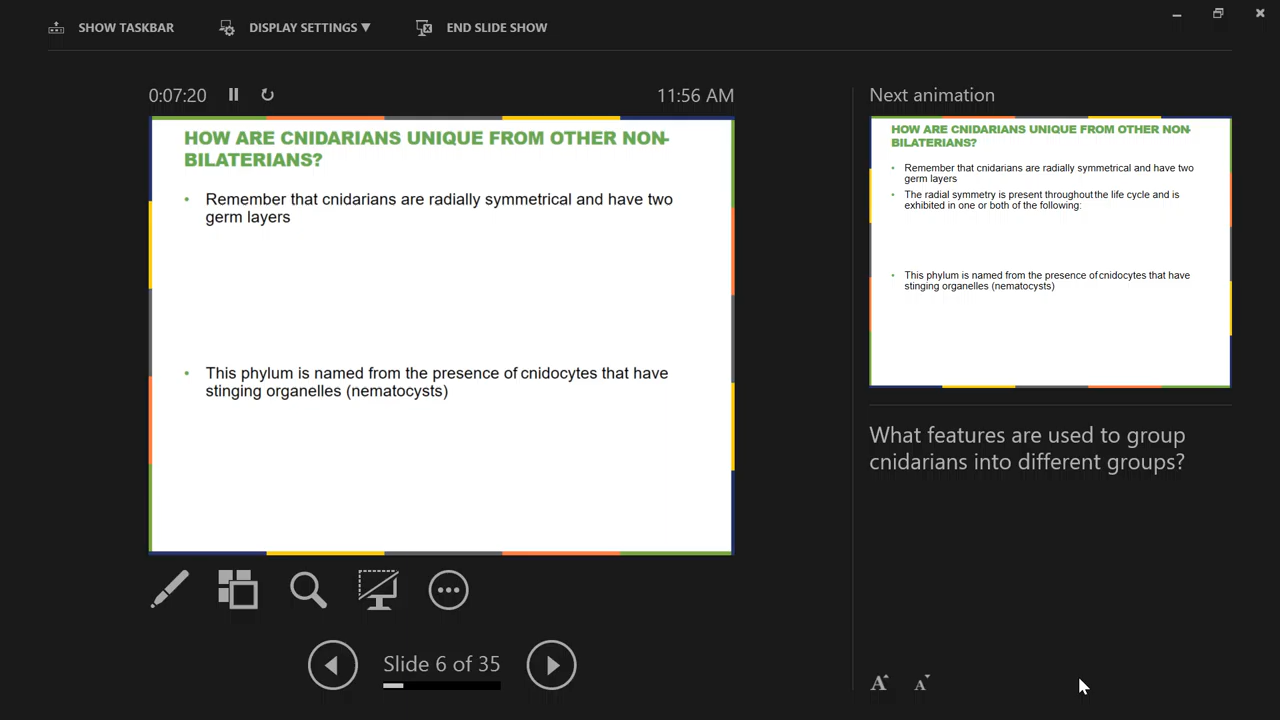 SHOW TASKBAR
DISPLAY SETTINGS ▼
END SLIDE SHOW
0:07:20
11:56 AM
HOW ARE CNIDARIANS UNIQUE FROM OTHER NON-
BILATERIANS?
• Remember that cnidarians are radially symmetrical and have two
germ layers
• This phylum is named from the presence of cnidocytes that have
stinging organelles (nematocysts)
Slide 6 of 35
Next animation
HOW ARE CNIDARIANS UNIQUE FROM OTHER NON-
BILATERIANS?
• Remember that cnidarians are radially symmetrical and have two
germ layers
• The radial symmetry is present throughout the life cycle and is
exhibited in one or both of the following:
• This phylum is named from the presence of cnidocytes that have
stinging organelles (nematocysts)
What features are used to group
cnidarians into different groups?
A A